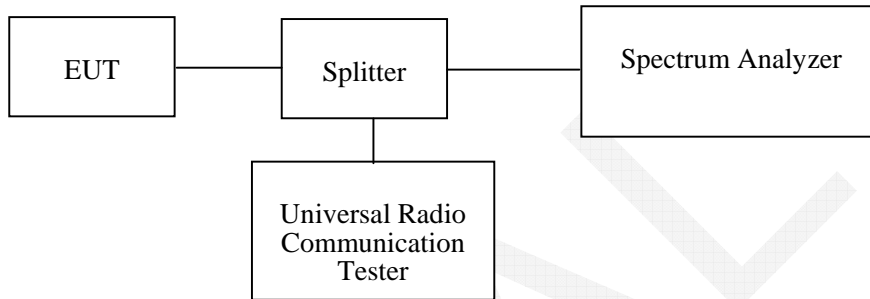 EUT
Splitter
Spectrum Analyzer
Universal Radio
Communication
Tester